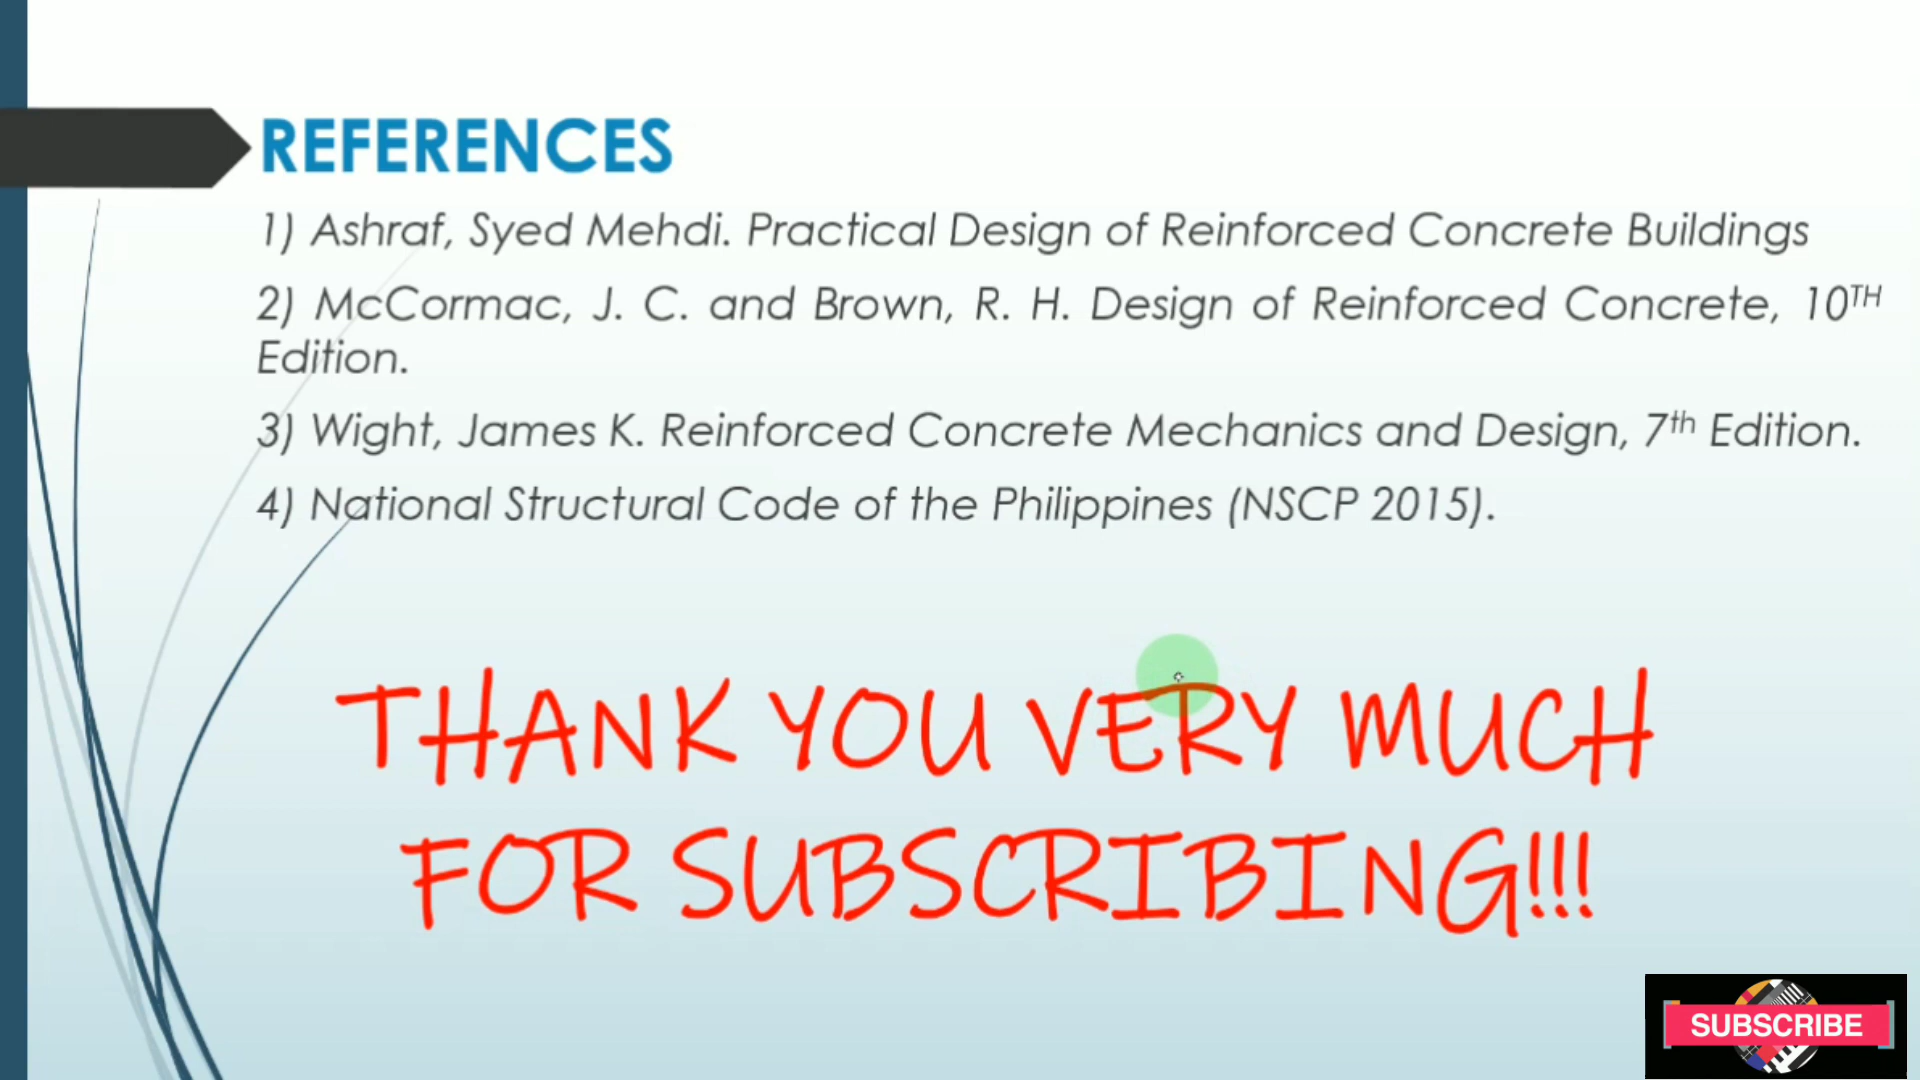 REFERENCES
1) Ashraf, Syed Mehdi. Practical Design of Reinforced Concrete Buildings
2) McCormac, J. C. and Brown, R. H. Design of Reinforced Concrete, 10TH
Edition.
3) Wight, James K. Reinforced Concrete Mechanics and Design, 7th Edition.
4) National Structural Code of the Philippines (NSCP 2015).
THANK YOU VERY MUCH
FOR SUBSCRIBING!!!
SUBSCRIBE